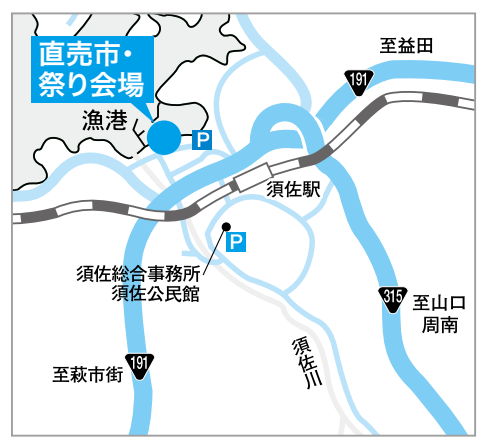 直売市・
祭り会場
至益田
191
漁港
P
須佐駅
P
須佐総合事務所
須佐公民館
315
至山口
周南
須佐川
191
至萩市街